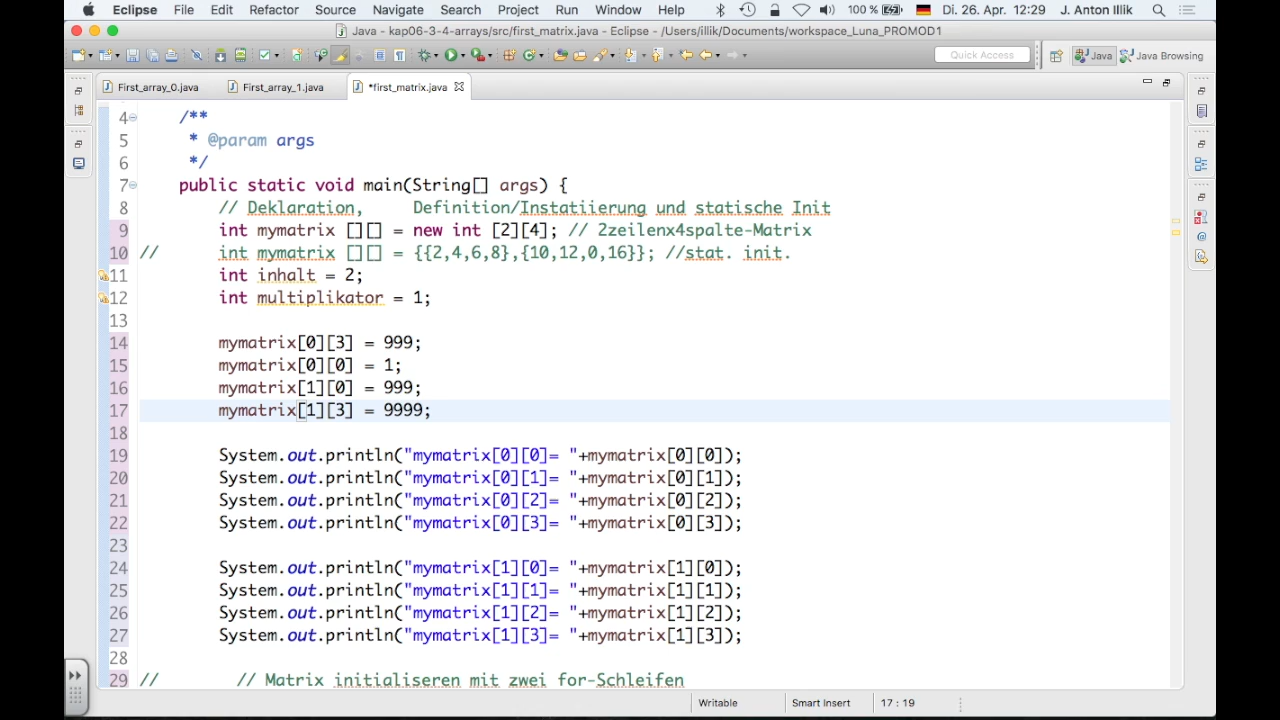 Eclipse File Edit Refactor Source Navigate Search Project Run Window Help 100 % Di. 26. Apr. 12:29 J. Anton Illik
Java - kap06-3-4-arrays/src/first_matrix.java - Eclipse - /Users/illik/Documents/workspace_Luna_PROMOD1
Quick Access Java Java Browsing
First_array_0.java First_array_1.java *first_matrix.java
4 /**
5 * @param args
6 */
7 public static void main(String[] args) {
8 // Deklaration, Definition/Instatiierung und statische Init
9 int mymatrix [][] = new int [2][4]; // 2zeilenx4spalte-Matrix
10 // int mymatrix [][] = {{2,4,6,8},{10,12,0,16}}; //stat. init.
11 int inhalt = 2;
12 int multiplikator = 1;
13
14 mymatrix[0][3] = 999;
15 mymatrix[0][0] = 1;
16 mymatrix[1][0] = 999;
17 mymatrix[1][3] = 9999;
18
19 System.out.println("mymatrix[0][0]= "+mymatrix[0][0]);
20 System.out.println("mymatrix[0][1]= "+mymatrix[0][1]);
21 System.out.println("mymatrix[0][2]= "+mymatrix[0][2]);
22 System.out.println("mymatrix[0][3]= "+mymatrix[0][3]);
23
24 System.out.println("mymatrix[1][0]= "+mymatrix[1][0]);
25 System.out.println("mymatrix[1][1]= "+mymatrix[1][1]);
26 System.out.println("mymatrix[1][2]= "+mymatrix[1][2]);
27 System.out.println("mymatrix[1][3]= "+mymatrix[1][3]);
28
29 // // Matrix initialiseren mit zwei for-Schleifen
Writable Smart Insert 17 : 19